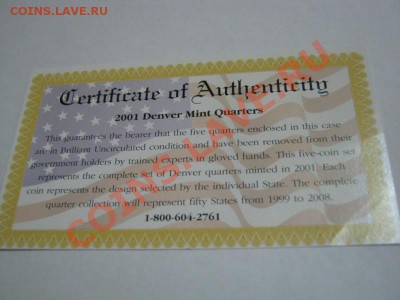 COINS.LAVE.RU
Certificate of Authenticity
2001 Denver Mint Quarters
This guarantees the bearer that the five quarters enclosed in this case
are in Brilliant Uncirculated condition and have been removed from their
government holders by trained experts in gloved hands. This five-coin set
represents the complete set of Denver quarters minted in 2001. Each
coin represents the design selected by the individual State. The complete
quarter collection will represent fifty States from 1999 to 2008.
1-800-604-2761
COINS.LAVE.RU